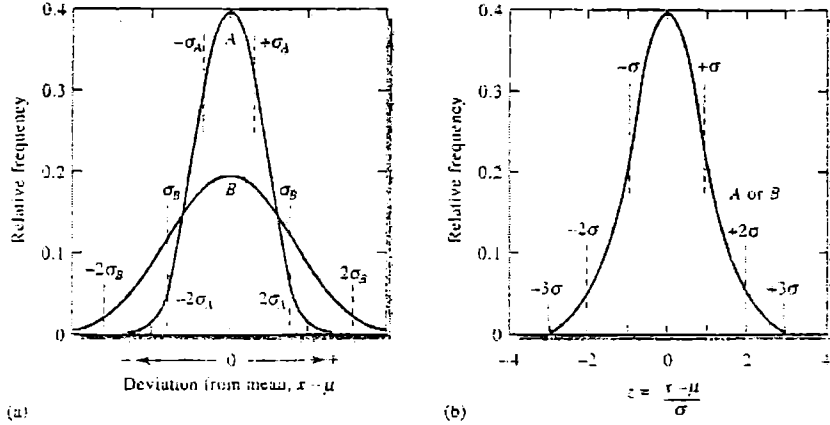 0.4
0.3
0.2
0.1
0
Relative frequency
−σA
A
+σA
σB
B
σB
−2σB
−2σA
2σA
2σB
− 0 +
Deviation from mean, x − μ
(a)
0.4
0.3
0.2
0.1
0
Relative frequency
−σ
+σ
A or B
−2σ
+2σ
−3σ
+3σ
−4 −2 0 2 4
z = x − μ
σ
(b)